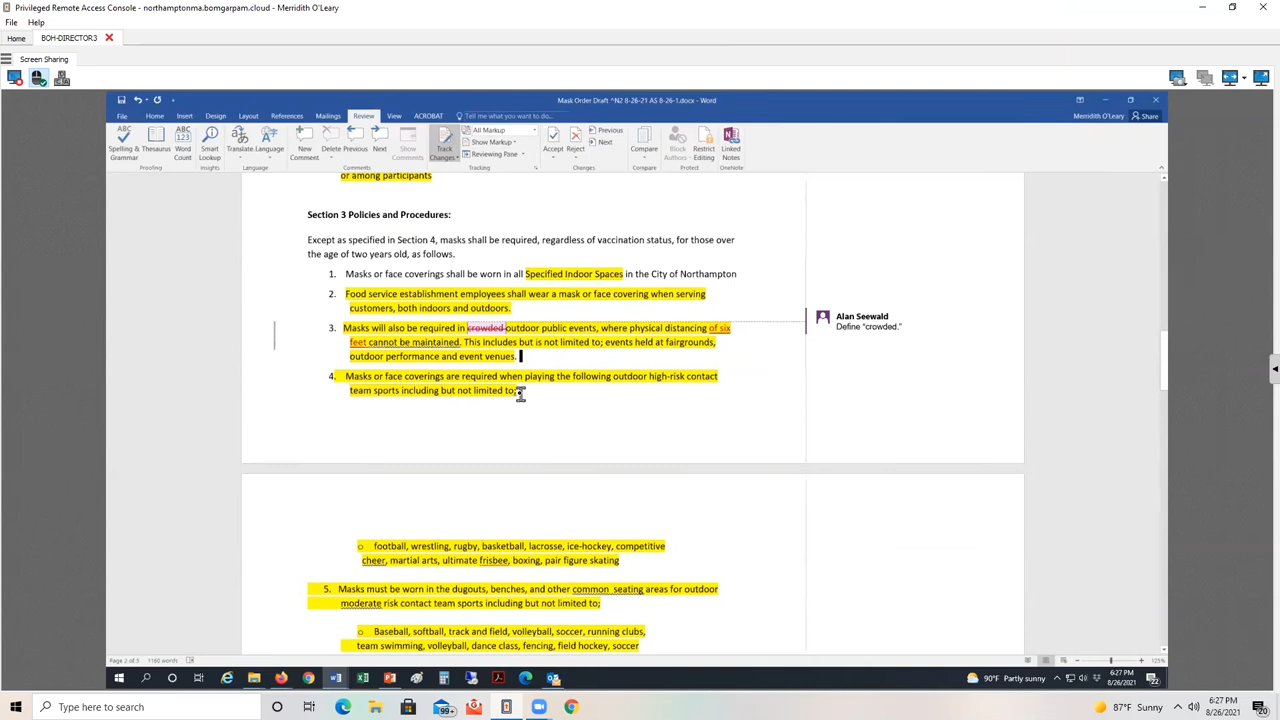 Privileged Remote Access Console - northamptonma.bomgarpam.cloud - Merridith O'Leary
File Help
Home BOH-DIRECTOR3
Screen Sharing
Mask Order Draft ^N2 8-26-21 AS 8-26-1.docx - Word
File Home Insert Design Layout References Mailings Review View ACROBAT Tell me what you want to do...
Merridith O'Leary Share
ABC ABC 123
Spelling & Grammar Thesaurus Word Count Smart Lookup Translate Language New Comment Delete Previous Next Show Comments Track Changes
All Markup
Show Markup
Reviewing Pane
Accept Reject Previous
Next
Compare Block Authors Restrict Editing Linked Notes
Proofing Insights Language Comments Tracking Changes Compare Protect OneNote
or among participants
Section 3 Policies and Procedures:
Except as specified in Section 4, masks shall be required, regardless of vaccination status, for those over
the age of two years old, as follows.
1. Masks or face coverings shall be worn in all Specified Indoor Spaces in the City of Northampton
2. Food service establishment employees shall wear a mask or face covering when serving
customers, both indoors and outdoors.
3. Masks will also be required in crowded outdoor public events, where physical distancing of six
feet cannot be maintained. This includes but is not limited to; events held at fairgrounds,
outdoor performance and event venues.
Alan Seewald
Define "crowded."
4. Masks or face coverings are required when playing the following outdoor high-risk contact
team sports including but not limited to;
o football, wrestling, rugby, basketball, lacrosse, ice-hockey, competitive
cheer, martial arts, ultimate frisbee, boxing, pair figure skating
5. Masks must be worn in the dugouts, benches, and other common seating areas for outdoor
moderate risk contact team sports including but not limited to;
o Baseball, softball, track and field, volleyball, soccer, running clubs,
team swimming, volleyball, dance class, fencing, field hockey, soccer
Page 2 of 3 1160 words
125%
90°F Partly sunny 6:27 PM
8/26/2021
22
Type here to search
99+
87°F Sunny 6:27 PM
8/26/2021
20